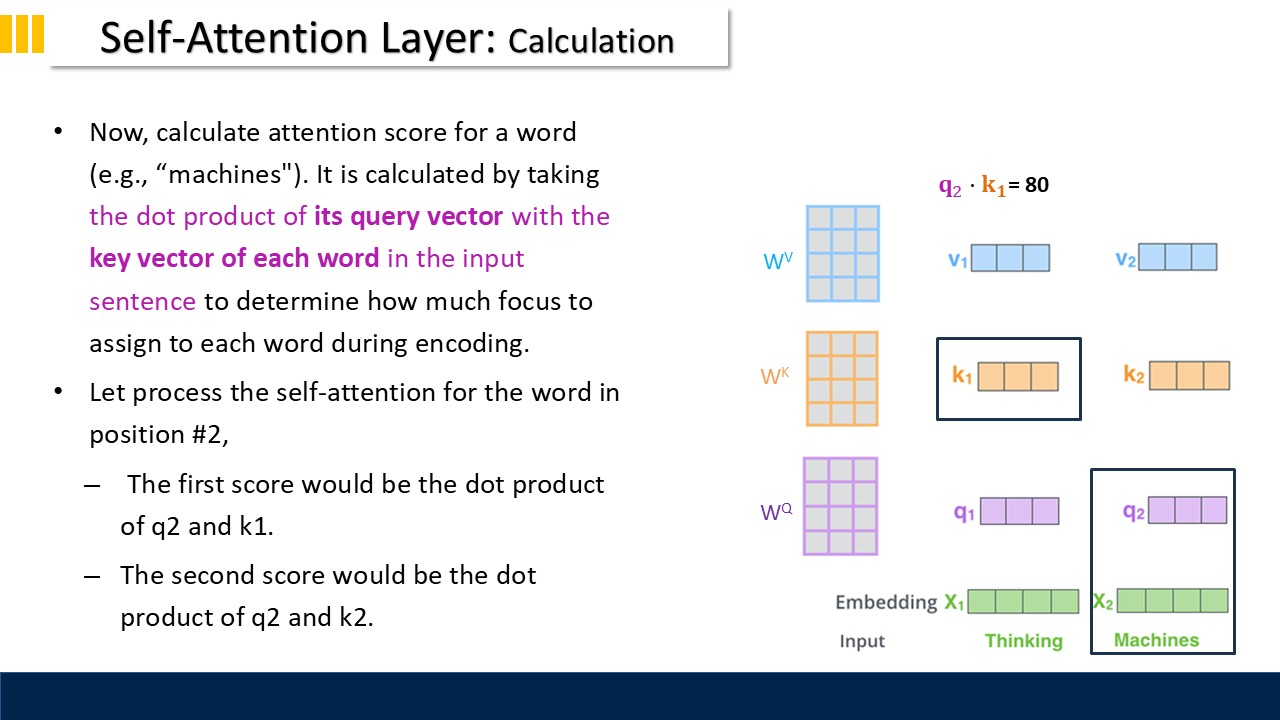 Self-Attention Layer: Calculation
• Now, calculate attention score for a word
(e.g., “machines"). It is calculated by taking
the dot product of its query vector with the
key vector of each word in the input
sentence to determine how much focus to
assign to each word during encoding.
• Let process the self-attention for the word in
position #2,
– The first score would be the dot product
of q2 and k1.
– The second score would be the dot
product of q2 and k2.
q₂ · k₁= 80
Wⱽ v₁ v₂
Wᴷ k₁ k₂
W^Q q₁ q₂
Embedding X₁ X₂
Input Thinking Machines